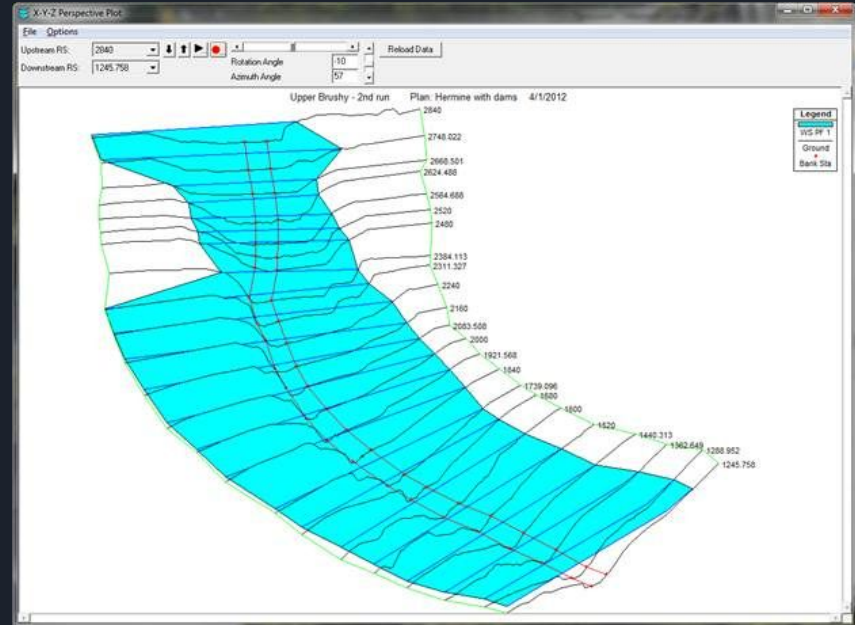 X-Y-Z Perspective Plot
File Options
Upstream RS: 2840
Downstream RS: 1245.758
Rotation Angle -10
Azimuth Angle 57
Reload Data
Upper Brushy - 2nd run Plan: Hermine with dams 4/1/2012
Legend
WS PF 1
Ground
Bank Sta
2840
2748.022
2668.501
2624.488
2564.688
2520
2480
2384.113
2311.327
2240
2160
2083.508
2000
1921.568
1840
1739.096
1680
1600
1520
1440.313
1362.649
1288.952
1245.758